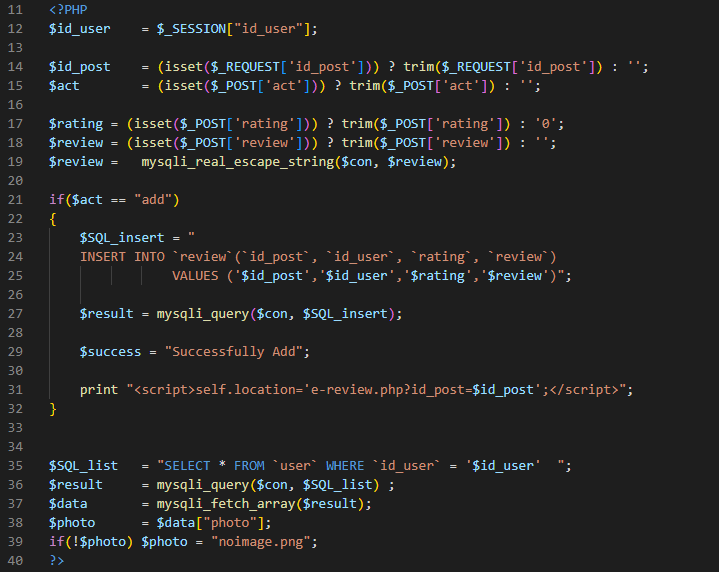 11 <?PHP
12 $id_user    = $_SESSION["id_user"];
13
14 $id_post    = (isset($_REQUEST['id_post'])) ? trim($_REQUEST['id_post']) : '';
15 $act        = (isset($_POST['act'])) ? trim($_POST['act']) : '';
16
17 $rating = (isset($_POST['rating'])) ? trim($_POST['rating']) : '0';
18 $review = (isset($_POST['review'])) ? trim($_POST['review']) : '';
19 $review =   mysqli_real_escape_string($con, $review);
20
21 if($act == "add")
22 {
23     $SQL_insert = "
24     INSERT INTO `review`(`id_post`, `id_user`, `rating`, `review`)
25                 VALUES ('$id_post','$id_user','$rating','$review')";
26
27     $result = mysqli_query($con, $SQL_insert);
28
29     $success = "Successfully Add";
30
31     print "<script>self.location='e-review.php?id_post=$id_post';</script>";
32 }
33
34
35 $SQL_list   = "SELECT * FROM `user` WHERE `id_user` = '$id_user'  ";
36 $result     = mysqli_query($con, $SQL_list) ;
37 $data       = mysqli_fetch_array($result);
38 $photo      = $data["photo"];
39 if(!$photo) $photo = "noimage.png";
40 ?>